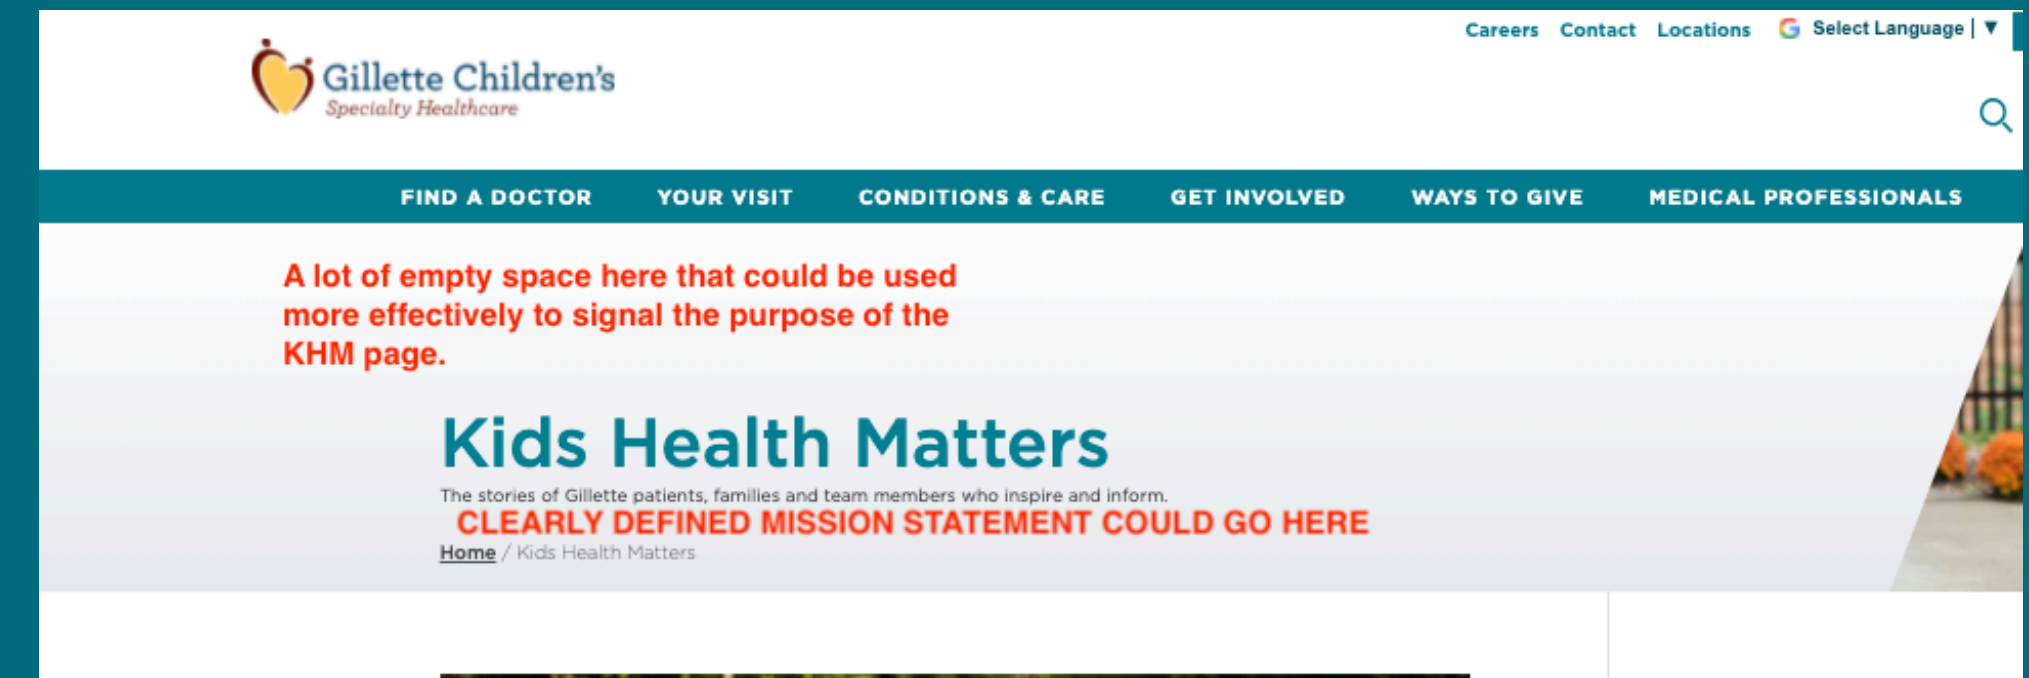 Careers Contact Locations G Select Language | ▼
Gillette Children's
Specialty Healthcare
FIND A DOCTOR YOUR VISIT CONDITIONS & CARE GET INVOLVED WAYS TO GIVE MEDICAL PROFESSIONALS
A lot of empty space here that could be used
more effectively to signal the purpose of the
KHM page.
Kids Health Matters
The stories of Gillette patients, families and team members who inspire and inform.
CLEARLY DEFINED MISSION STATEMENT COULD GO HERE
Home / Kids Health Matters